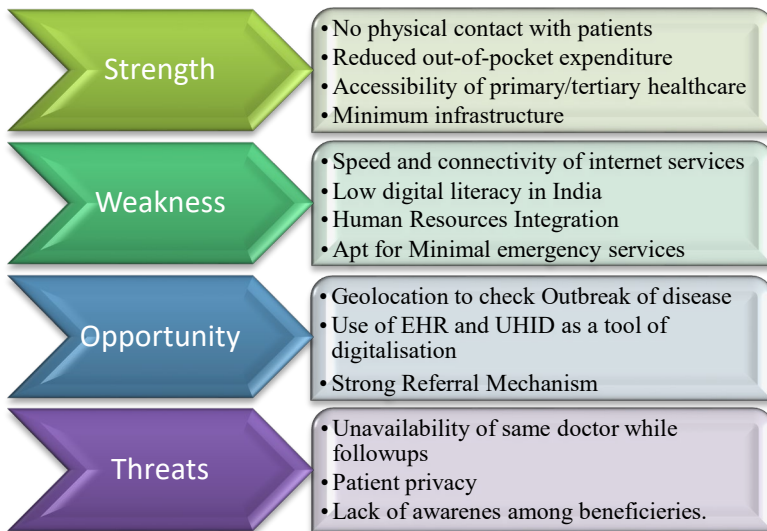 Strength
• No physical contact with patients
• Reduced out-of-pocket expenditure
• Accessibility of primary/tertiary healthcare
• Minimum infrastructure
Weakness
• Speed and connectivity of internet services
• Low digital literacy in India
• Human Resources Integration
• Apt for Minimal emergency services
Opportunity
• Geolocation to check Outbreak of disease
• Use of EHR and UHID as a tool of
digitalisation
• Strong Referral Mechanism
Threats
• Unavailability of same doctor while
followups
• Patient privacy
• Lack of awarenes among beneficieries.